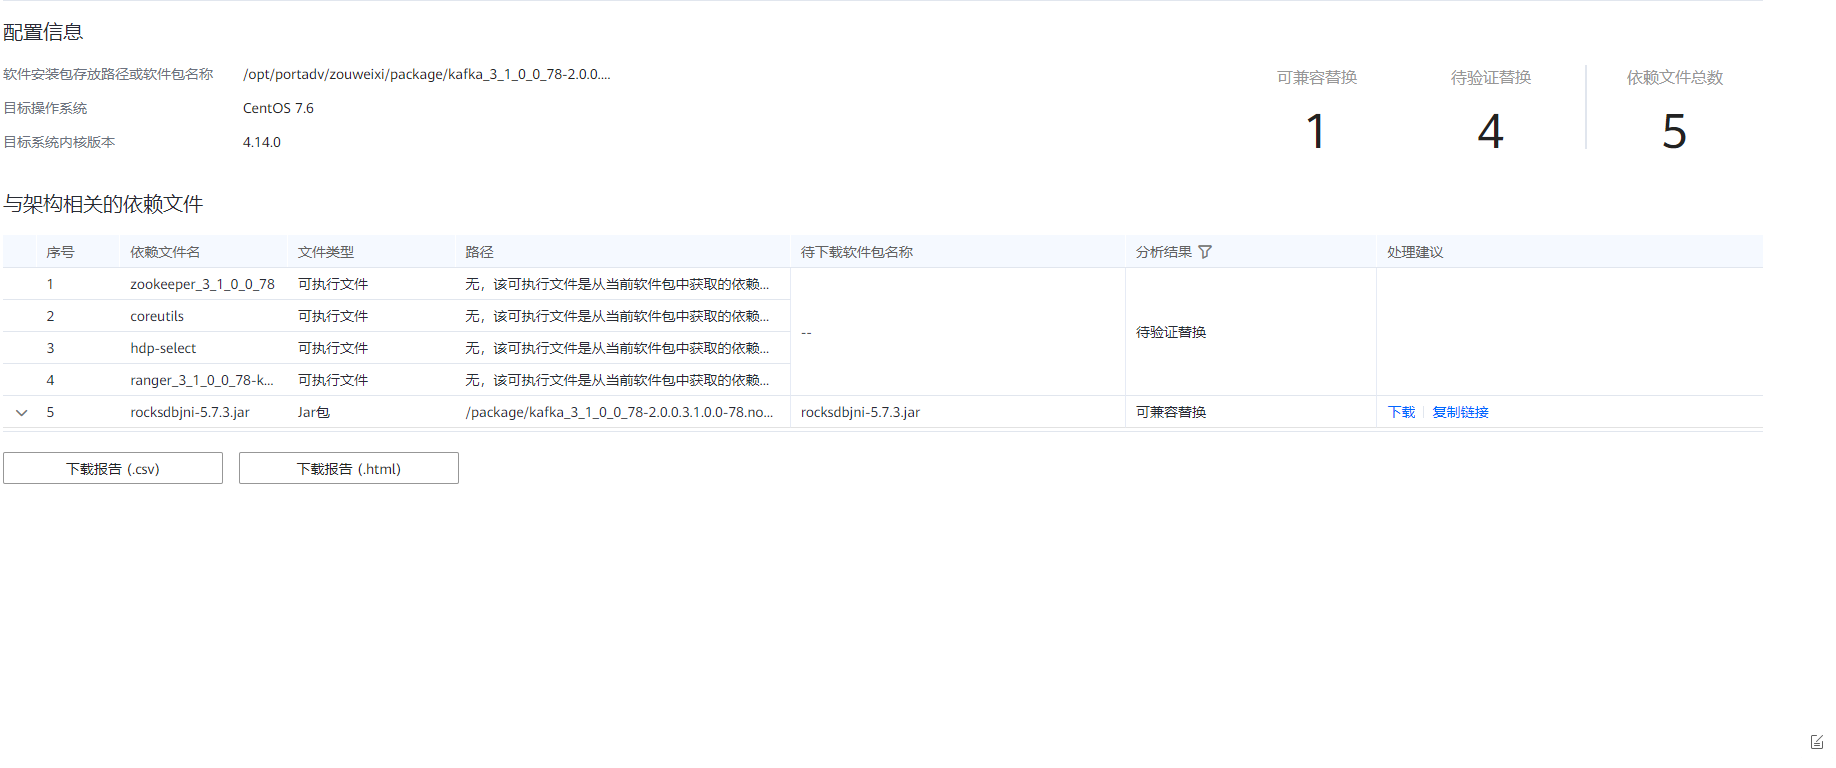 配置信息
软件安装包存放路径或软件包名称 /opt/portadv/zouweixi/package/kafka_3_1_0_0_78-2.0.0....
目标操作系统 CentOS 7.6
目标系统内核版本 4.14.0
可兼容替换 待验证替换 依赖文件总数
1 4 5
与架构相关的依赖文件
序号 依赖文件名 文件类型 路径 待下载软件包名称 分析结果 处理建议
1 zookeeper_3_1_0_0_78 可执行文件 无，该可执行文件是从当前软件包中获取的依赖...
2 coreutils 可执行文件 无，该可执行文件是从当前软件包中获取的依赖...
-- 待验证替换
3 hdp-select 可执行文件 无，该可执行文件是从当前软件包中获取的依赖...
4 ranger_3_1_0_0_78-k... 可执行文件 无，该可执行文件是从当前软件包中获取的依赖...
5 rocksdbjni-5.7.3.jar Jar包 /package/kafka_3_1_0_0_78-2.0.0.3.1.0.0-78.no... rocksdbjni-5.7.3.jar 可兼容替换 下载 复制链接
下载报告 (.csv) 下载报告 (.html)